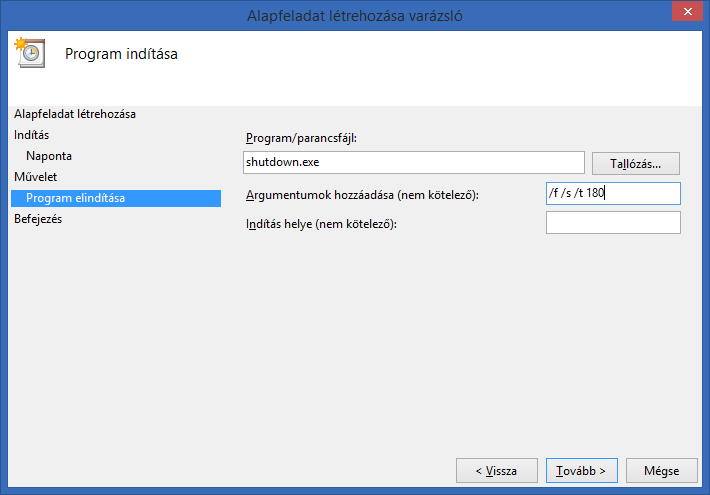 Alapfeladat létrehozása varázsló
Program indítása
Alapfeladat létrehozása
Indítás
Naponta
Művelet
Program elindítása
Befejezés
Program/parancsfájl:
shutdown.exe
Tallózás...
Argumentumok hozzáadása (nem kötelező):
/f /s /t 180
Indítás helye (nem kötelező):
< Vissza
Tovább >
Mégse